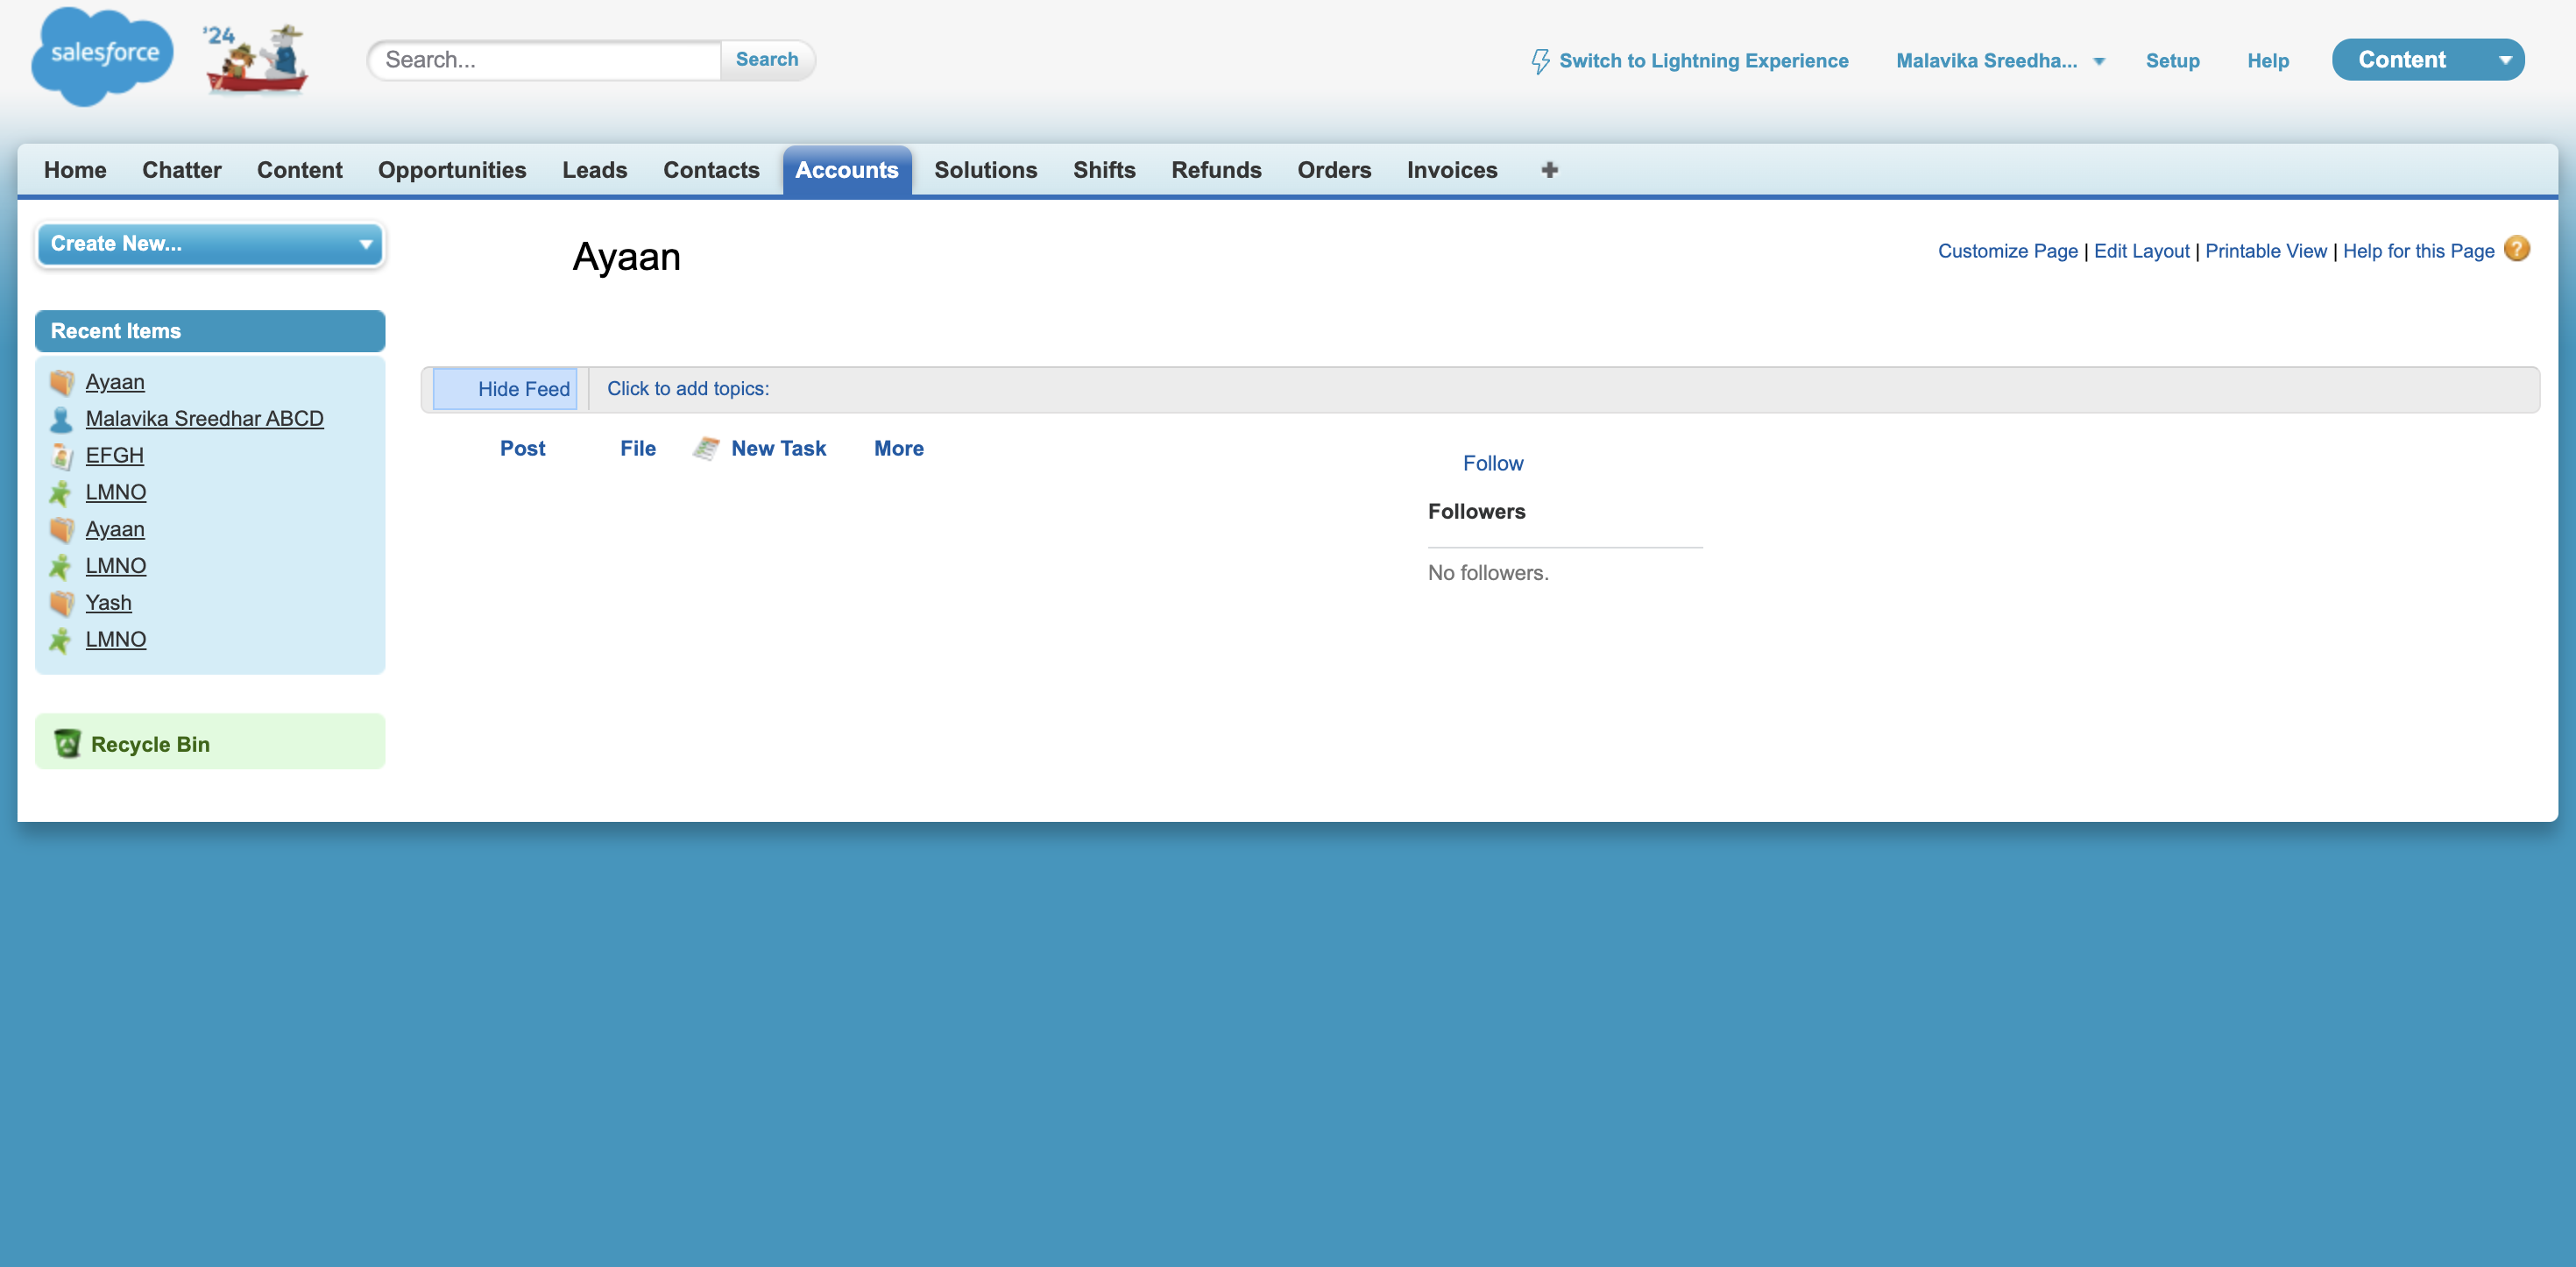 salesforce
'24
Search...
Search
Switch to Lightning Experience
Malavika Sreedha...
Setup
Help
Content
Home
Chatter
Content
Opportunities
Leads
Contacts
Accounts
Solutions
Shifts
Refunds
Orders
Invoices
Create New...
Ayaan
Customize Page | Edit Layout | Printable View | Help for this Page
?
Recent Items
Ayaan
Malavika Sreedhar ABCD
EFGH
LMNO
Ayaan
LMNO
Yash
LMNO
Recycle Bin
Hide Feed
Click to add topics:
Post
File
New Task
More
Follow
Followers
No followers.